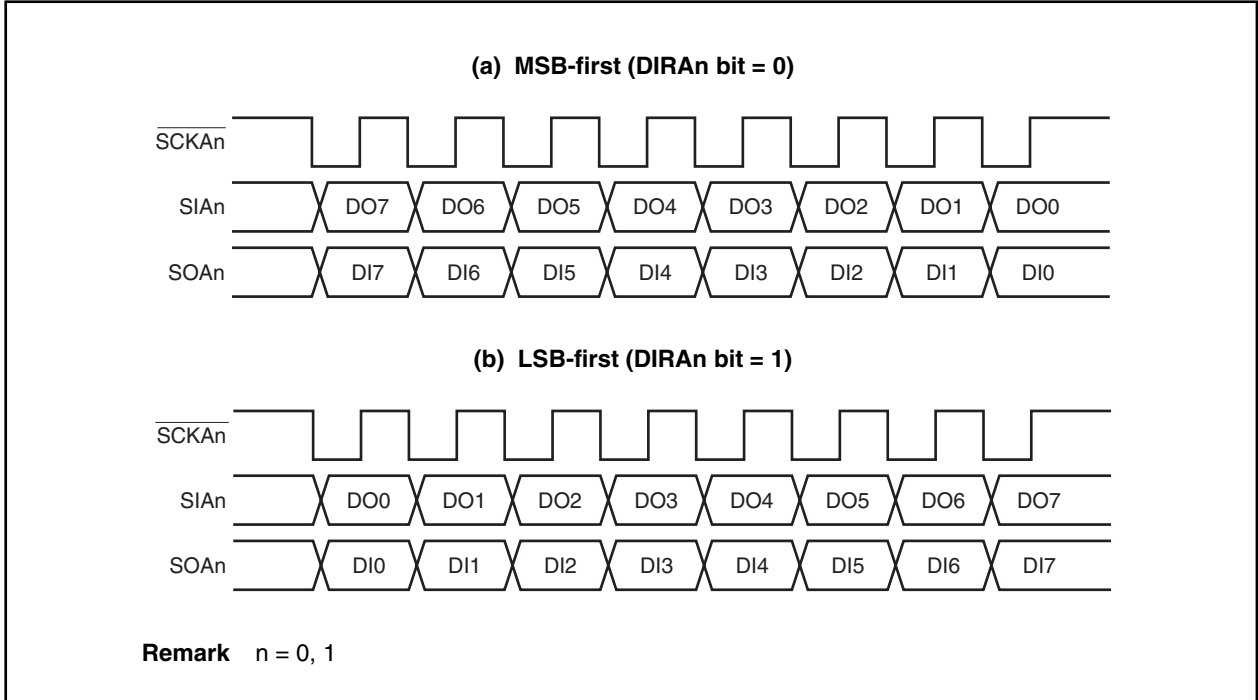 (a) MSB-first (DIRAn bit = 0)
SCKAn
SIAn DO7 DO6 DO5 DO4 DO3 DO2 DO1 DO0
SOAn DI7 DI6 DI5 DI4 DI3 DI2 DI1 DI0
(b) LSB-first (DIRAn bit = 1)
SCKAn
SIAn DO0 DO1 DO2 DO3 DO4 DO5 DO6 DO7
SOAn DI0 DI1 DI2 DI3 DI4 DI5 DI6 DI7
Remark n = 0, 1